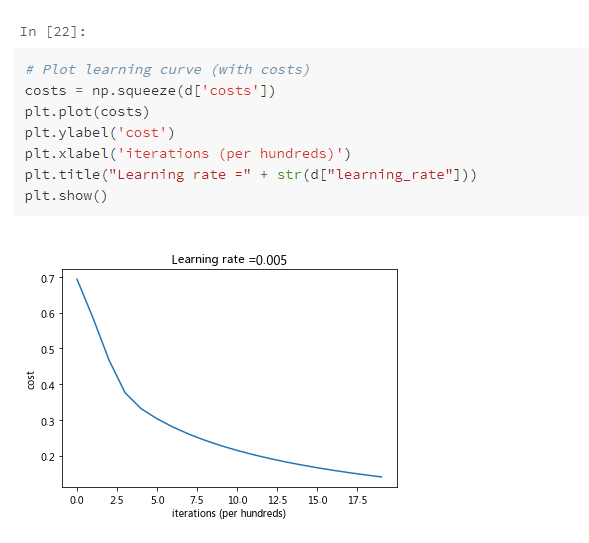 In [22]:
# Plot learning curve (with costs)
costs = np.squeeze(d['costs'])
plt.plot(costs)
plt.ylabel('cost')
plt.xlabel('iterations (per hundreds)')
plt.title("Learning rate =" + str(d["learning_rate"]))
plt.show()
Learning rate =0.005
0.7
0.6
0.5
0.4
0.3
0.2
cost
0.0 2.5 5.0 7.5 10.0 12.5 15.0 17.5
iterations (per hundreds)